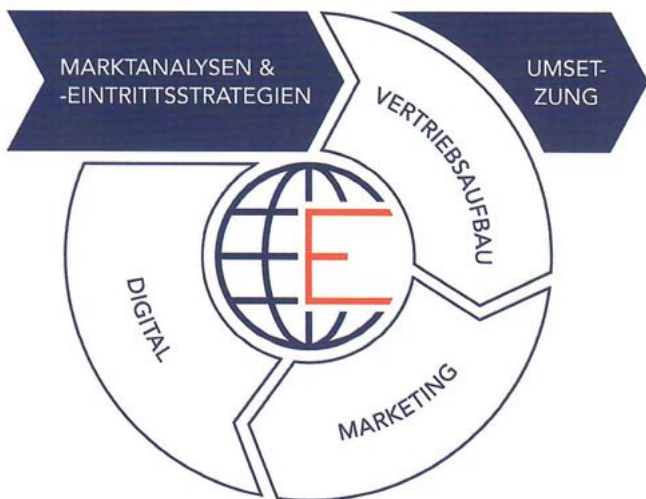 MARKTANALYSEN &
-EINTRITTSSTRATEGIEN
UMSET-
ZUNG
VERTRIEBSAUFBAU
E
MARKETING
DIGITAL